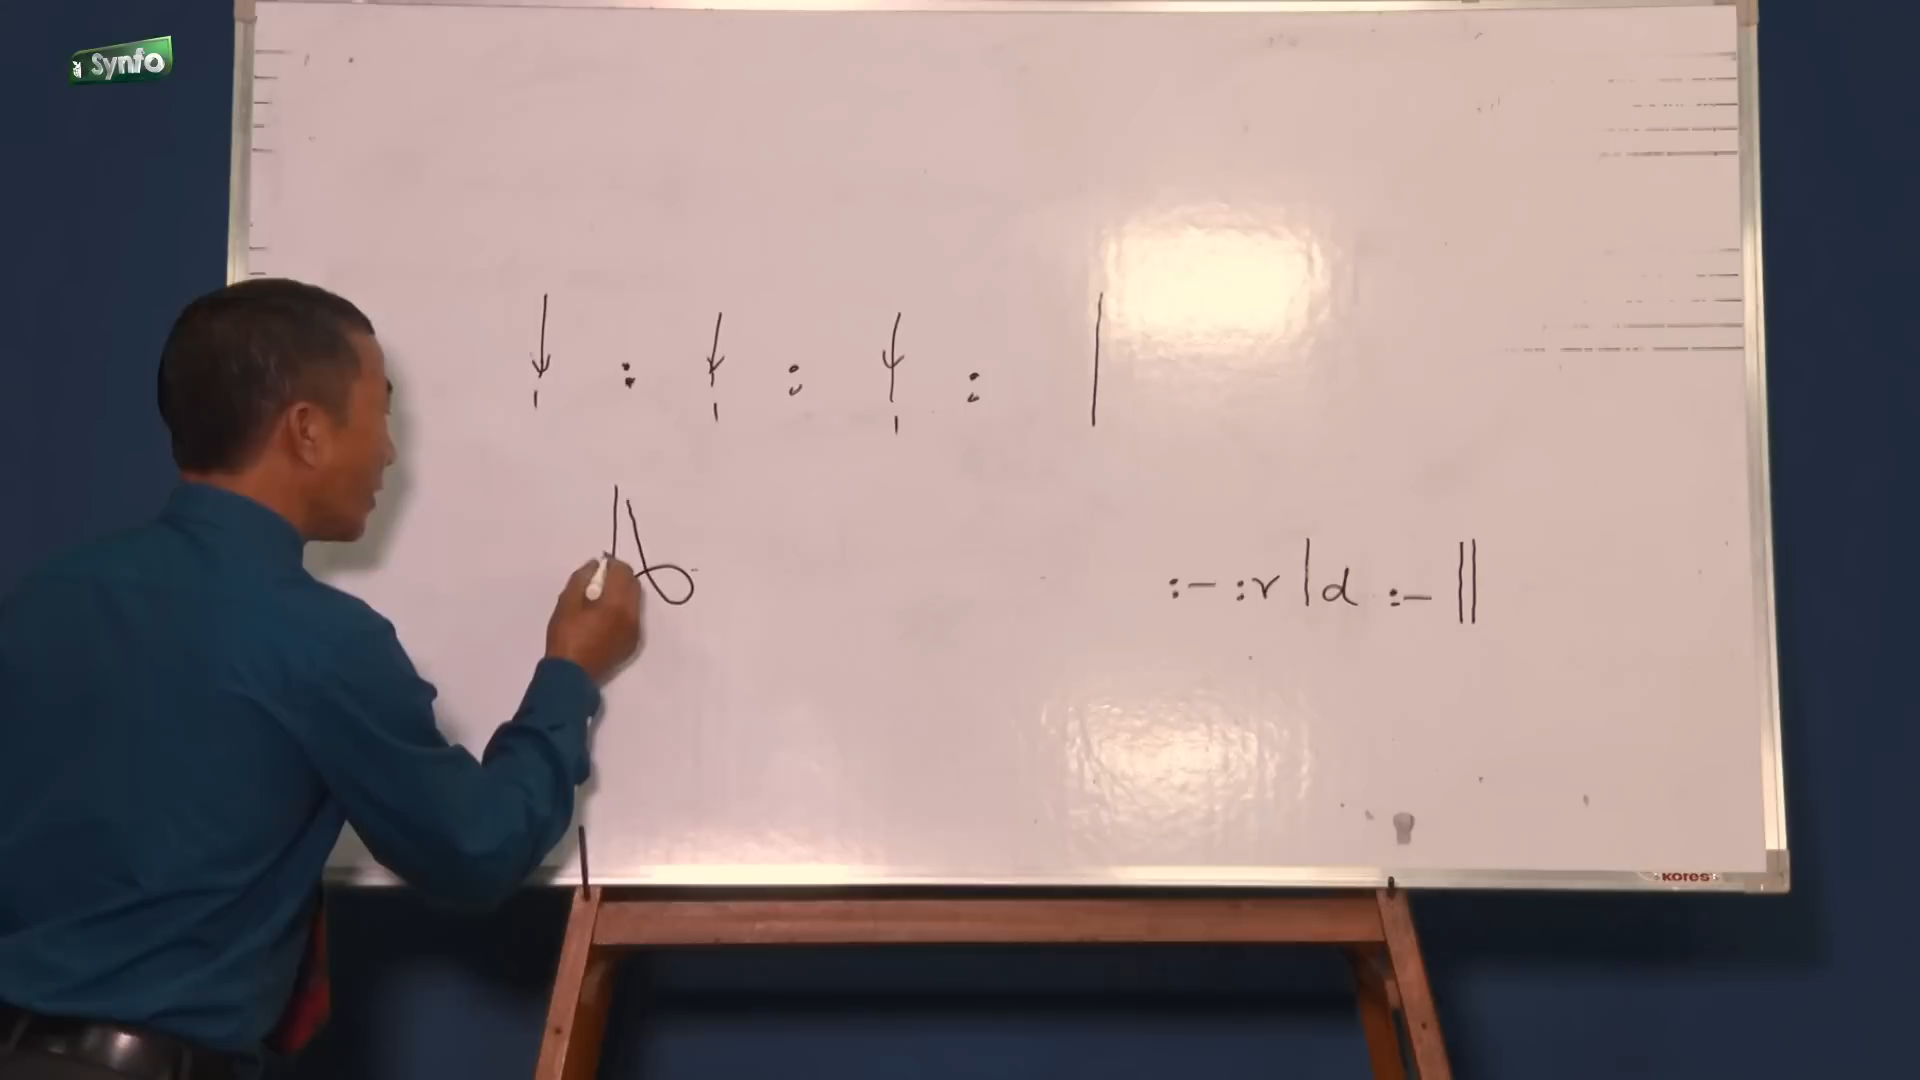 Synfo
: : : |
:– :r | d :– ||
Kores